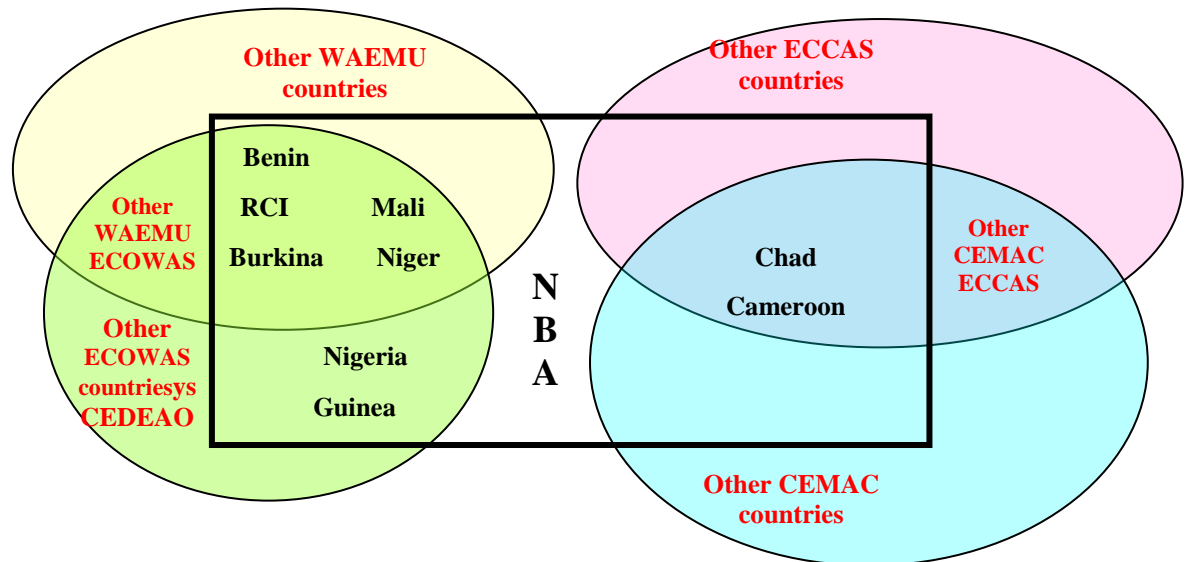 Other WAEMU
countries
Other ECCAS
countries
Benin
RCI
Mali
Burkina
Niger
Other
WAEMU
ECOWAS
Other
ECOWAS
countriesys
CEDEAO
Nigeria
Guinea
N
B
A
Chad
Cameroon
Other
CEMAC
ECCAS
Other CEMAC
countries